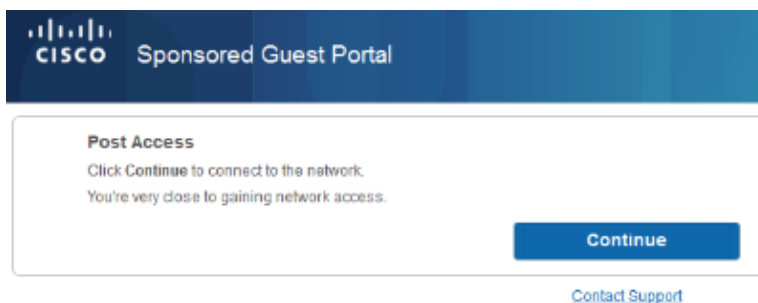 CISCO Sponsored Guest Portal
Post Access
Click Continue to connect to the network.
You're very close to gaining network access.
Continue
Contact Support